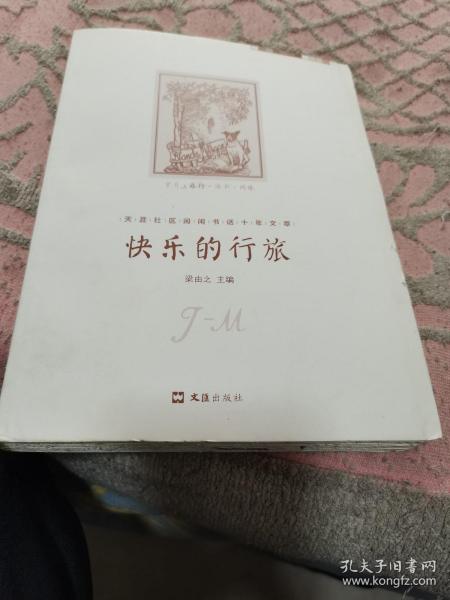 天涯社区闲闲书话十年文萃
快乐的行旅
梁由之 主编
J-M
文匯出版社
孔夫子旧书网
www.kongfz.com